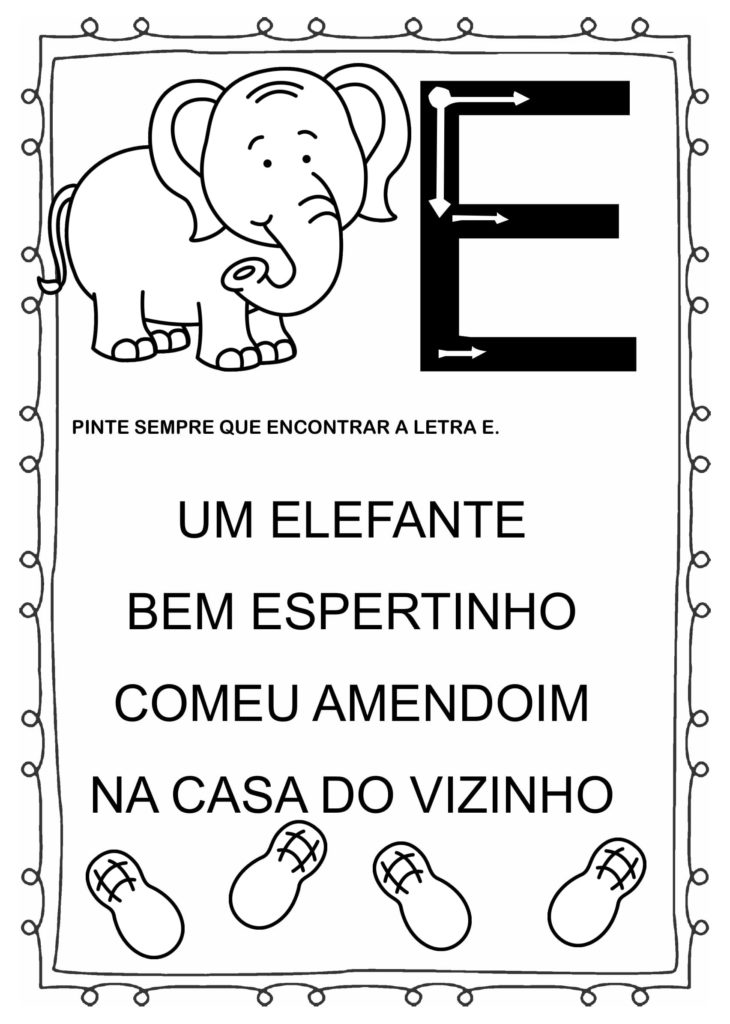 E
PINTE SEMPRE QUE ENCONTRAR A LETRA E.
UM ELEFANTE
BEM ESPERTINHO
COMEU AMENDOIM
NA CASA DO VIZINHO